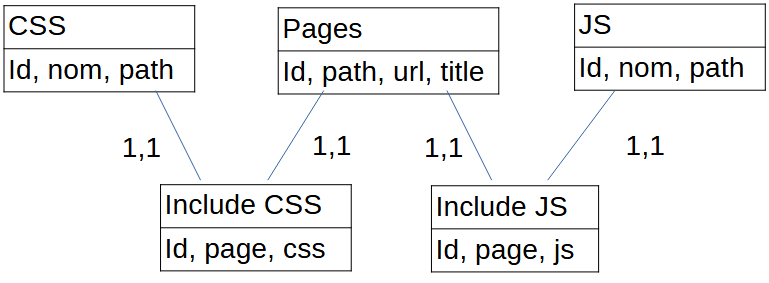 CSS
Id, nom, path
Pages
Id, path, url, title
JS
Id, nom, path
1,1
1,1
1,1
1,1
Include CSS
Id, page, css
Include JS
Id, page, js